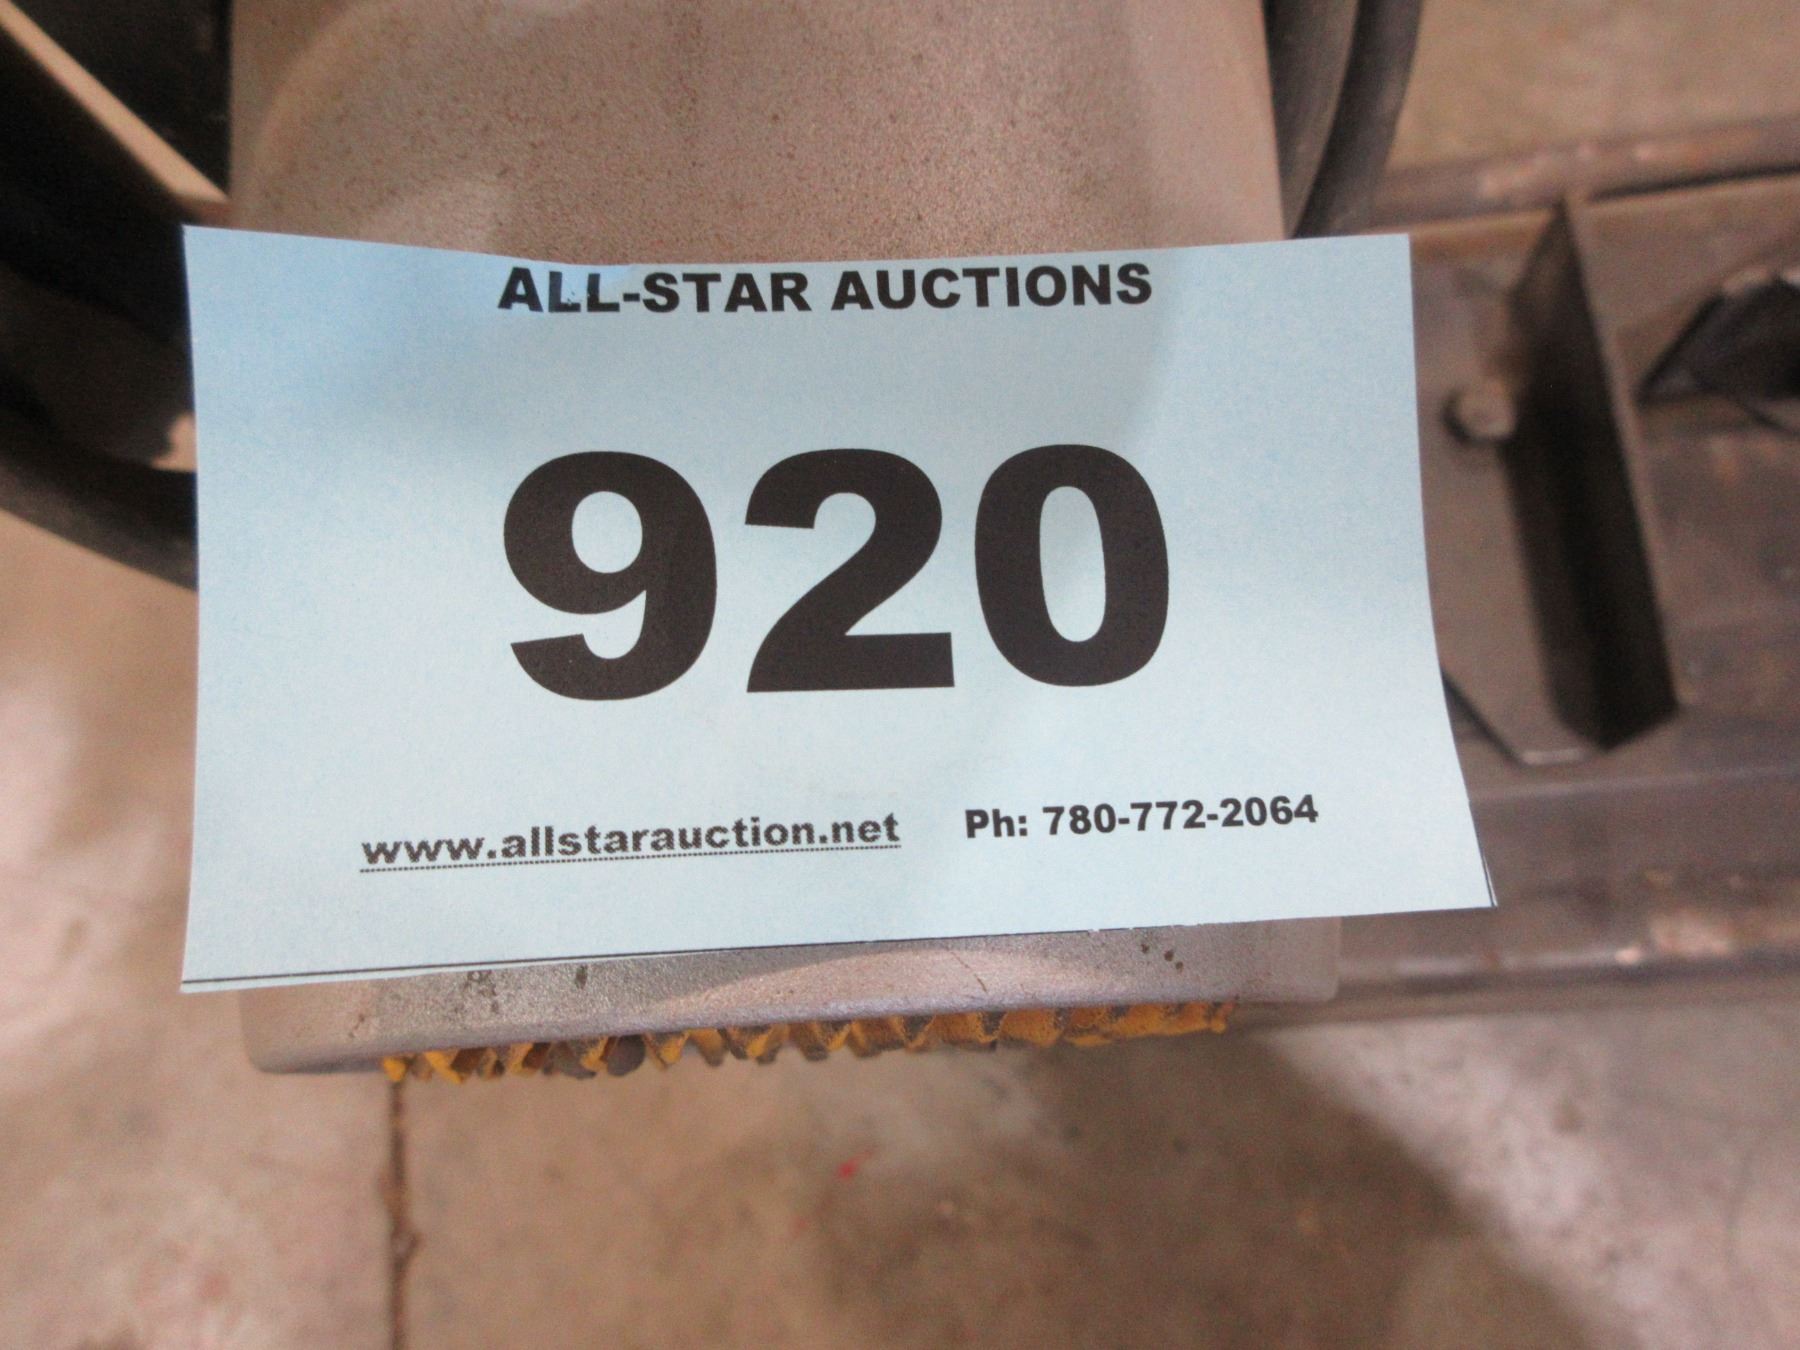 ALL-STAR AUCTIONS
920
www.allstarauction.net Ph: 780-772-2064